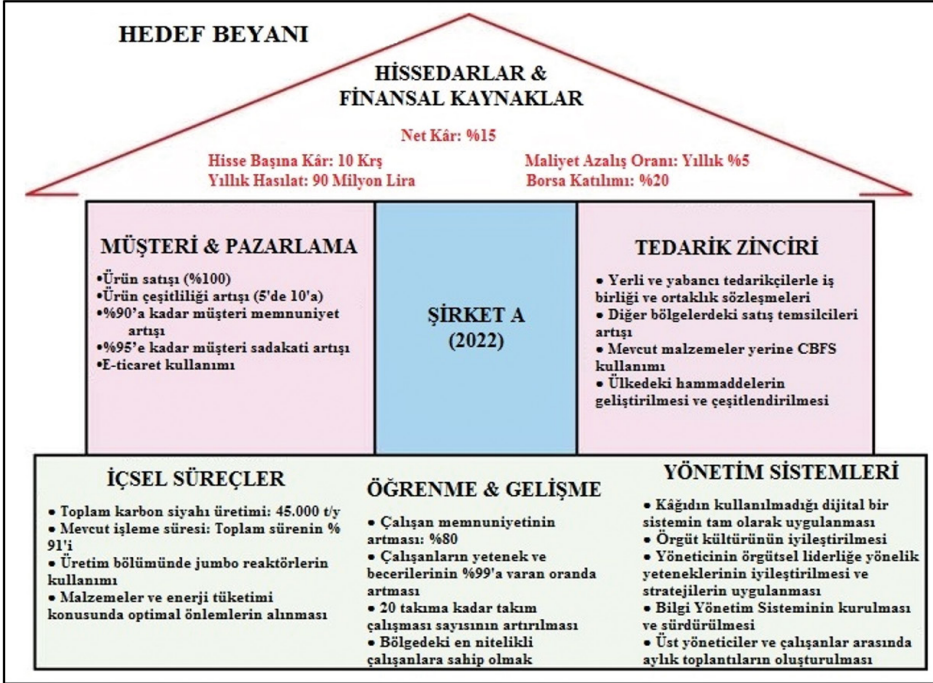 HEDEF BEYANI
HİSSEDARLAR &
FİNANSAL KAYNAKLAR
Net Kâr: %15
Hisse Başına Kâr: 10 Krş
Yıllık Hasılat: 90 Milyon Lira
Maliyet Azalış Oranı: Yıllık %5
Borsa Katılımı: %20
MÜŞTERİ & PAZARLAMA
•Ürün satışı (%100)
•Ürün çeşitliliği artışı (5'de 10'a)
•%90'a kadar müşteri memnuniyet
artışı
•%95'e kadar müşteri sadakati artışı
•E-ticaret kullanımı
ŞİRKET A
(2022)
TEDARİK ZİNCİRİ
● Yerli ve yabancı tedarikçilerle iş
birliği ve ortaklık sözleşmeleri
● Diğer bölgelerdeki satış temsilcileri
artışı
● Mevcut malzemeler yerine CBFS
kullanımı
● Ülkedeki hammaddelerin
geliştirilmesi ve çeşitlendirilmesi
İÇSEL SÜREÇLER
● Toplam karbon siyahı üretimi: 45.000 t/y
● Mevcut işleme süresi: Toplam sürenin %
91'i
● Üretim bölümünde jumbo reaktörlerin
kullanımı
● Malzemeler ve enerji tüketimi
konusunda optimal önlemlerin alınması
ÖĞRENME & GELİŞME
● Çalışan memnuniyetinin
artması: %80
● Çalışanların yetenek ve
becerilerinin %99'a varan oranda
artması
● 20 takıma kadar takım
çalışması sayısının artırılması
● Bölgedeki en nitelikli
çalışanlara sahip olmak
YÖNETİM SİSTEMLERİ
● Kâğıdın kullanılmadığı dijital bir
sistemin tam olarak uygulanması
● Örgüt kültürünün iyileştirilmesi
● Yöneticinin örgütsel liderliğe yönelik
yeteneklerinin iyileştirilmesi ve
stratejilerin uygulanması
● Bilgi Yönetim Sisteminin kurulması
ve sürdürülmesi
● Üst yöneticiler ve çalışanlar arasında
aylık toplantıların oluşturulması